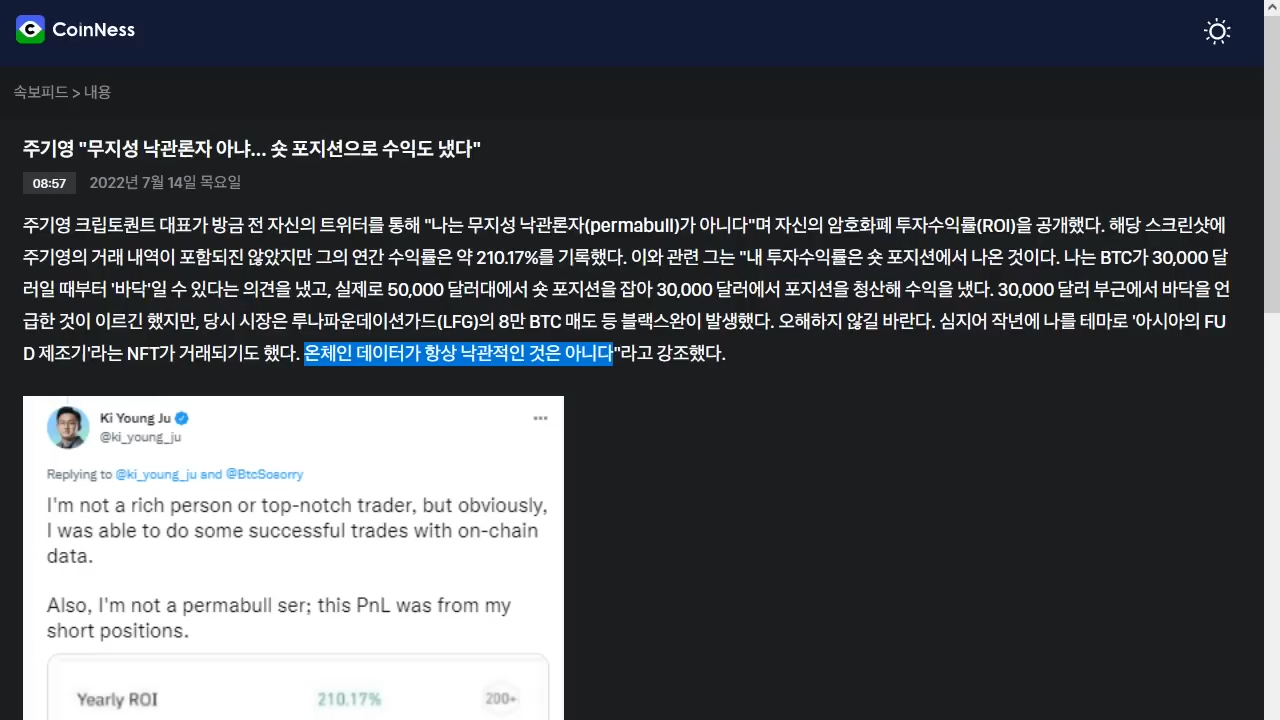 CoinNess
속보피드 > 내용
주기영 "무지성 낙관론자 아냐... 숏 포지션으로 수익도 냈다"
08:57 2022년 7월 14일 목요일
주기영 크립토퀀트 대표가 방금 전 자신의 트위터를 통해 "나는 무지성 낙관론자(permabull)가 아니다"며 자신의 암호화폐 투자수익률(ROI)을 공개했다. 해당 스크린샷에
주기영의 거래 내역이 포함되진 않았지만 그의 연간 수익률은 약 210.17%를 기록했다. 이와 관련 그는 "내 투자수익률은 숏 포지션에서 나온 것이다. 나는 BTC가 30,000 달
러일 때부터 '바닥'일 수 있다는 의견을 냈고, 실제로 50,000 달러대에서 숏 포지션을 잡아 30,000 달러에서 포지션을 청산해 수익을 냈다. 30,000 달러 부근에서 바닥을 언
급한 것이 이르긴 했지만, 당시 시장은 루나파운데이션가드(LFG)의 8만 BTC 매도 등 블랙스완이 발생했다. 오해하지 않길 바란다. 심지어 작년에 나를 테마로 '아시아의 FU
D 제조기'라는 NFT가 거래되기도 했다. 온체인 데이터가 항상 낙관적인 것은 아니다"라고 강조했다.
Ki Young Ju
@ki_young_ju
Replying to @ki_young_ju and @BtcSosorry
I'm not a rich person or top-notch trader, but obviously,
I was able to do some successful trades with on-chain
data.
Also, I'm not a permabull ser; this PnL was from my
short positions.
Yearly ROI 210.17% 200+